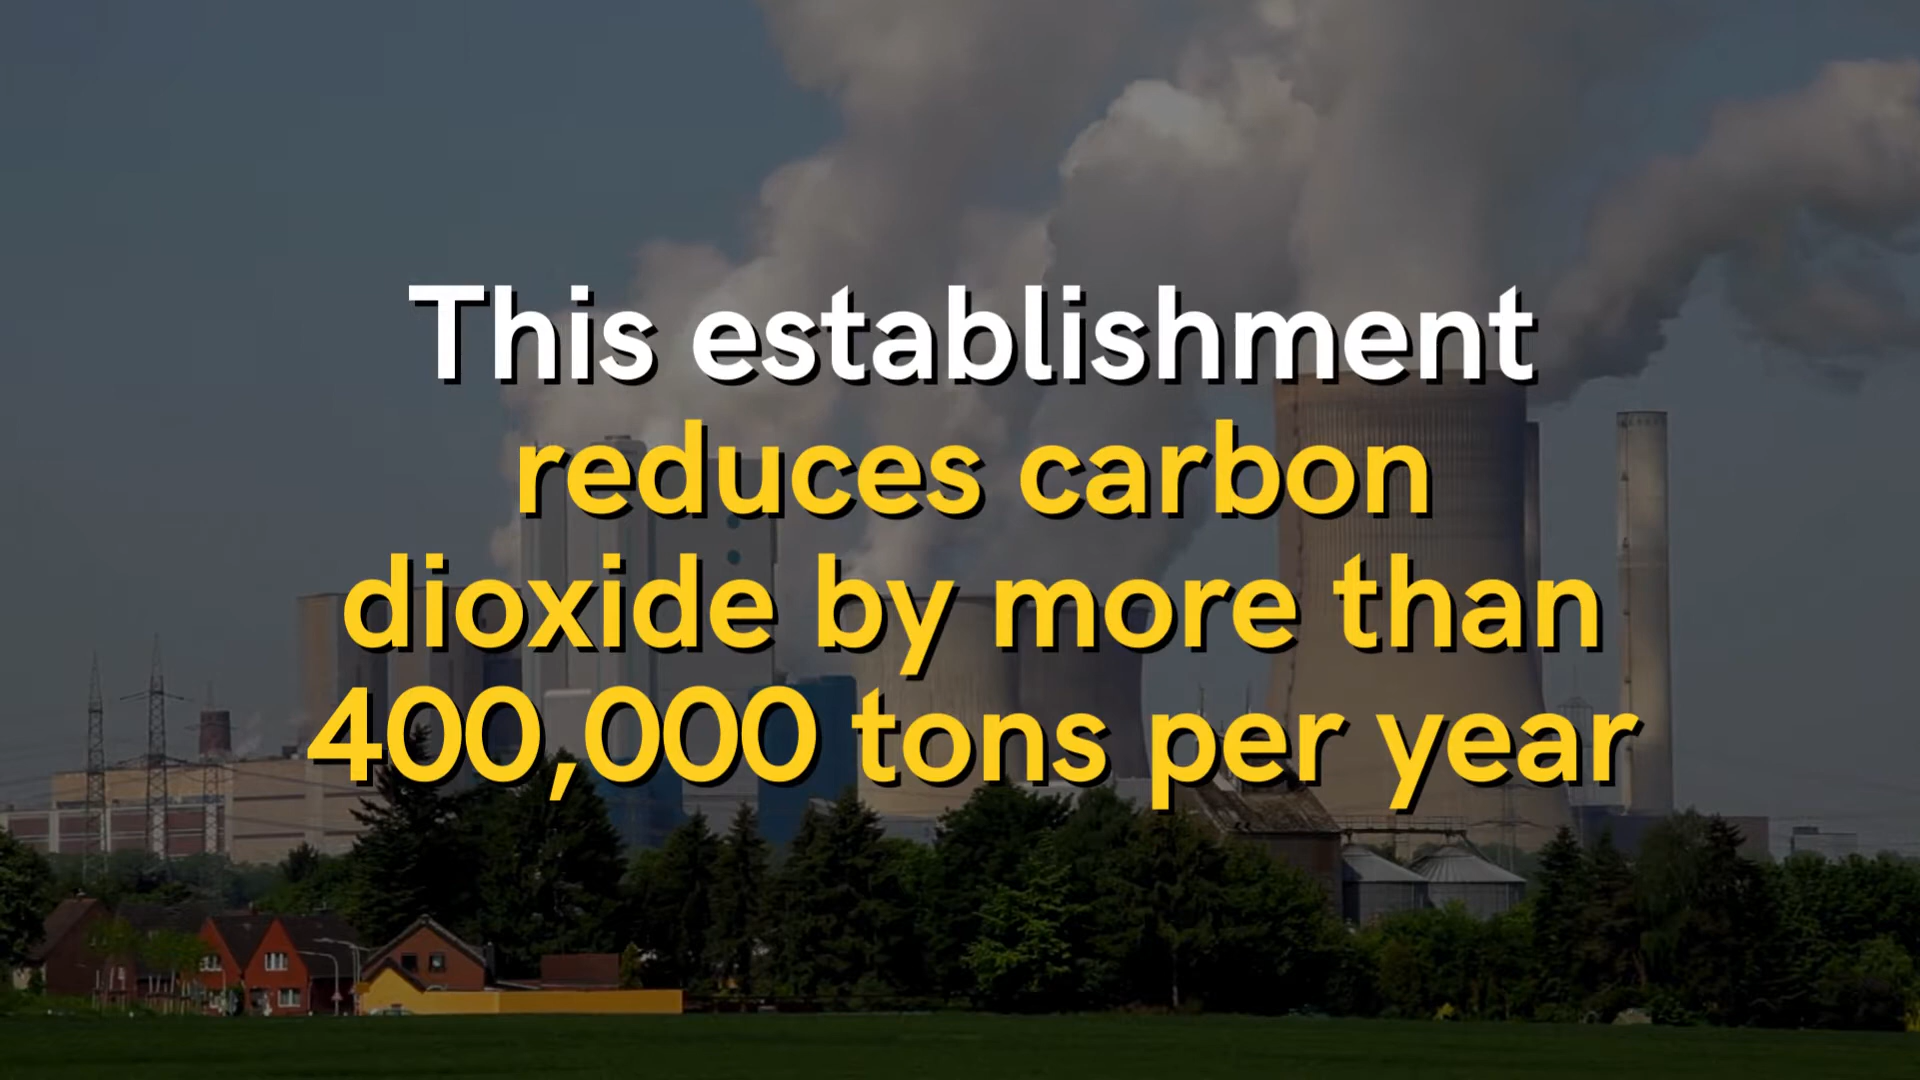 This establishment
reduces carbon
dioxide by more than
400,000 tons per year